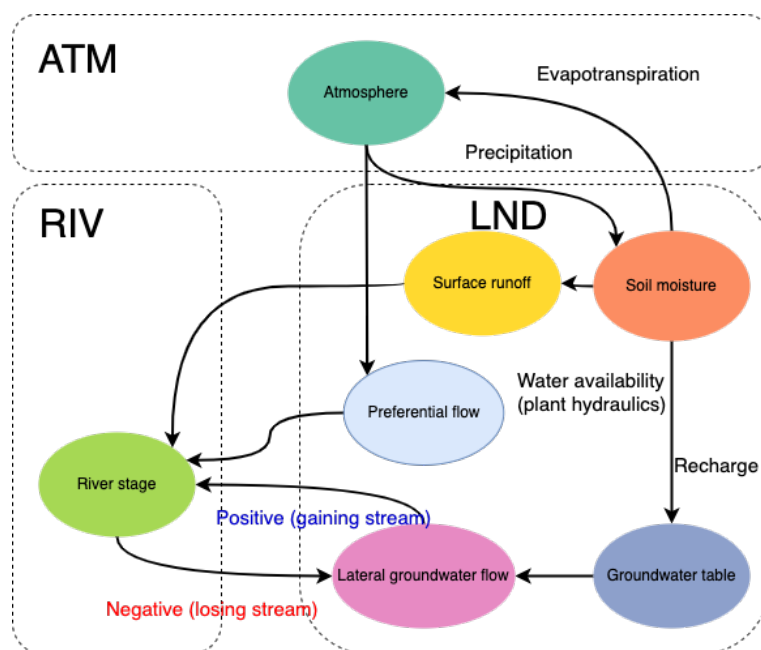 ATM
Atmosphere
Evapotranspiration
Precipitation
RIV
LND
Surface runoff
Soil moisture
Water availability
(plant hydraulics)
Preferential flow
Recharge
River stage
Positive (gaining stream)
Lateral groundwater flow
Groundwater table
Negative (losing stream)